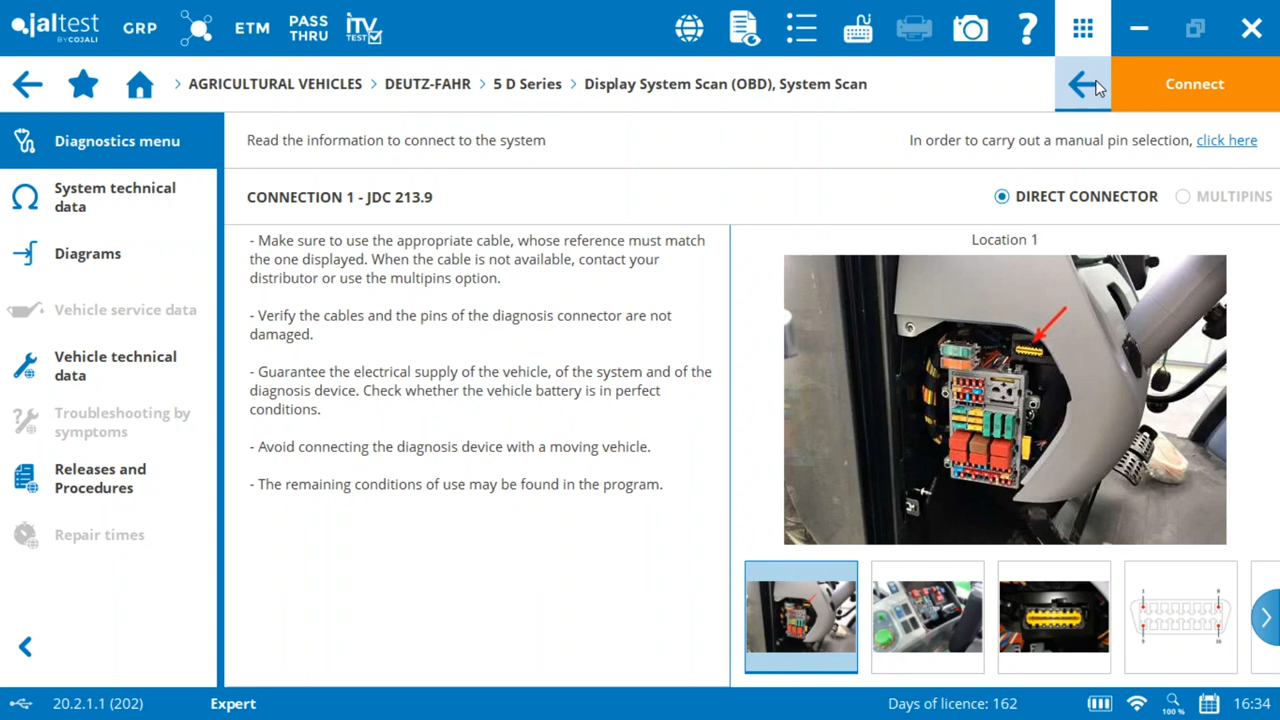 jaltest
BY COJALI
GRP
ETM
PASS
THRU
itv
TEST
?
AGRICULTURAL VEHICLES > DEUTZ-FAHR > 5 D Series > Display System Scan (OBD), System Scan
Connect
Diagnostics menu
System technical
data
Diagrams
Vehicle service data
Vehicle technical
data
Troubleshooting by
symptoms
Releases and
Procedures
Repair times
Read the information to connect to the system
In order to carry out a manual pin selection, click here
CONNECTION 1 - JDC 213.9
DIRECT CONNECTOR
MULTIPINS
- Make sure to use the appropriate cable, whose reference must match
the one displayed. When the cable is not available, contact your
distributor or use the multipins option.
- Verify the cables and the pins of the diagnosis connector are not
damaged.
- Guarantee the electrical supply of the vehicle, of the system and of the
diagnosis device. Check whether the vehicle battery is in perfect
conditions.
- Avoid connecting the diagnosis device with a moving vehicle.
- The remaining conditions of use may be found in the program.
Location 1
1 8
9 16
20.2.1.1 (202)
Expert
Days of licence: 162
100 %
16:34